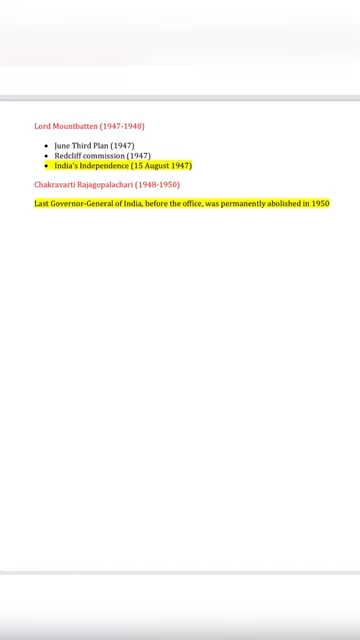 Lord Mountbatten (1947-1948)
• June Third Plan (1947)
• Redcliff commission (1947)
• India's Independence (15 August 1947)
Chakravarti Rajagopalachari (1948-1950)
Last Governor-General of India, before the office, was permanently abolished in 1950